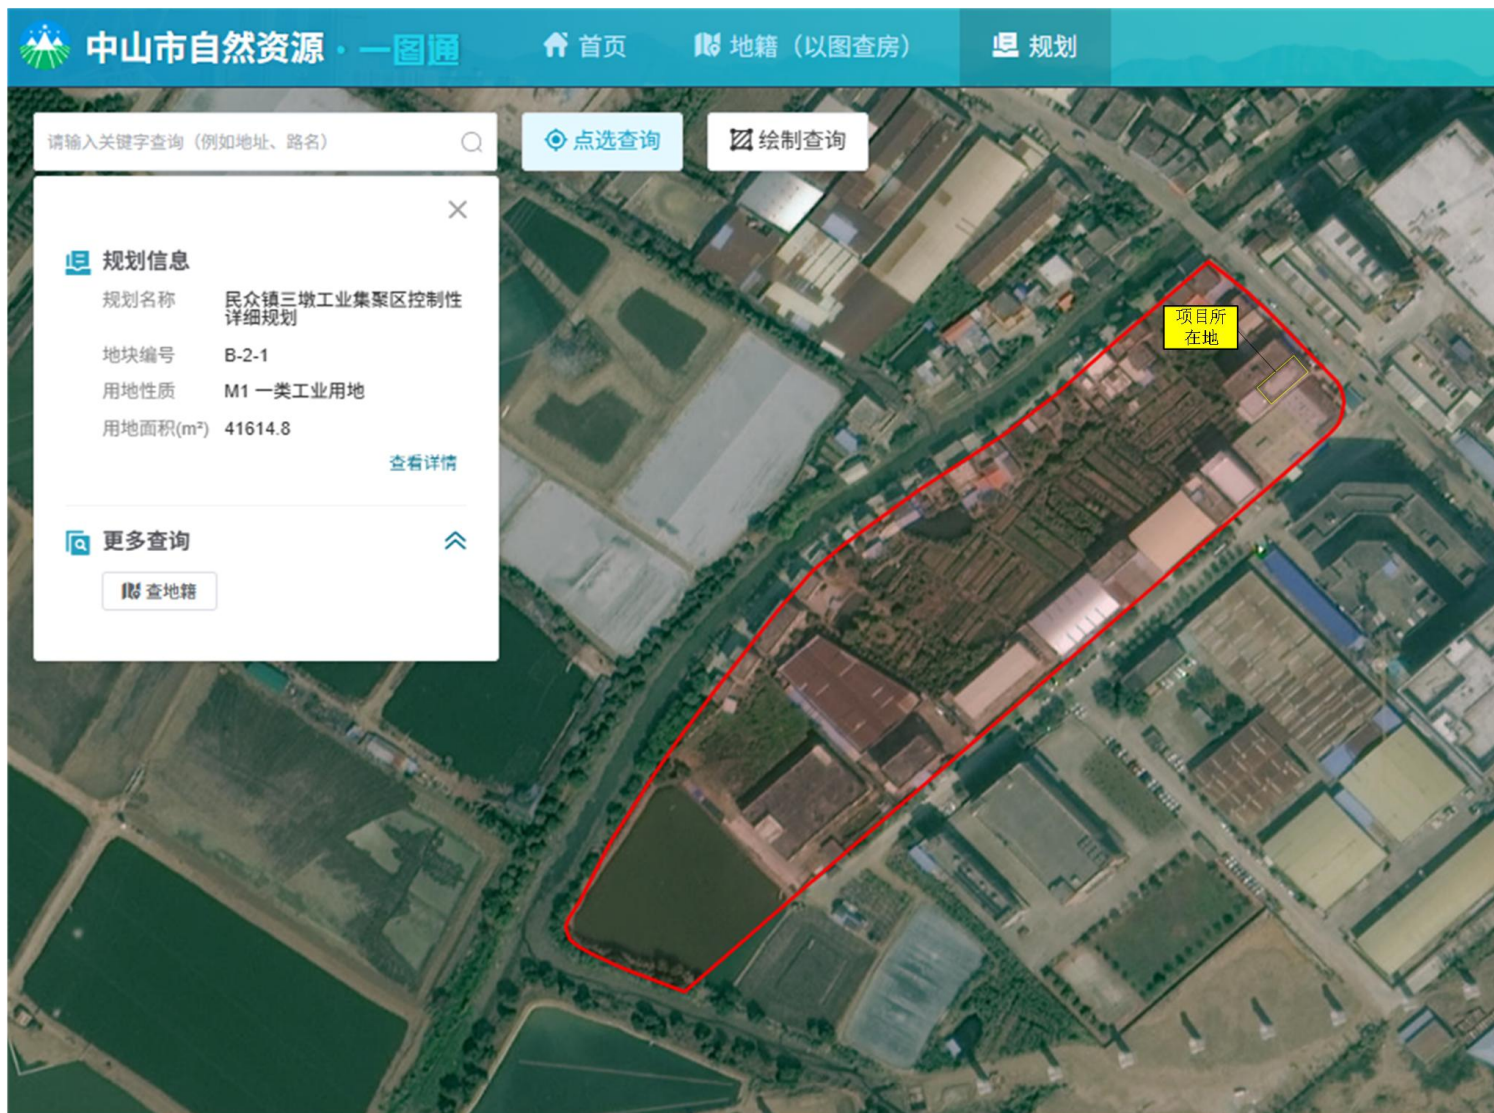 中山市自然资源·一图通
首页
地籍（以图查房）
规划
请输入关键字查询（例如地址、路名）
点选查询
绘制查询
规划信息
规划名称
民众镇三墩工业集聚区控制性
详细规划
地块编号
B-2-1
用地性质
M1 一类工业用地
用地面积(m²)
41614.8
查看详情
更多查询
查地籍
项目所
在地